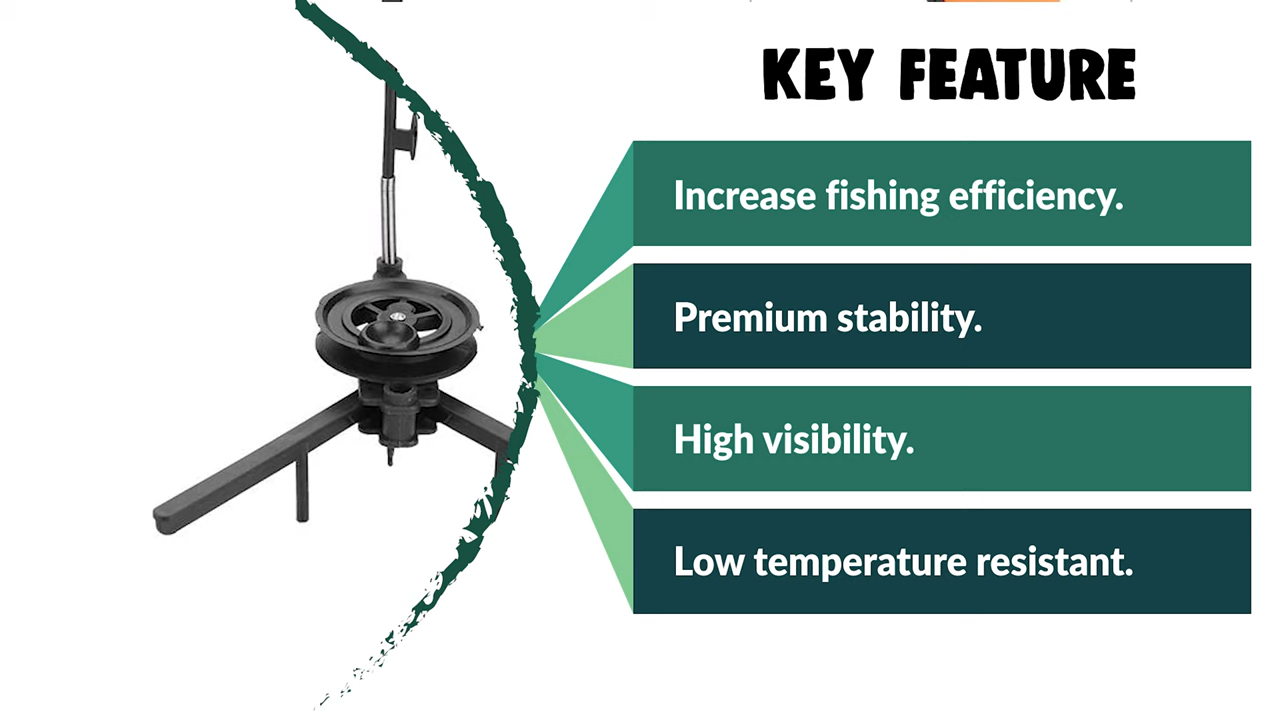 KEY FEATURE
Increase fishing efficiency.
Premium stability.
High visibility.
Low temperature resistant.